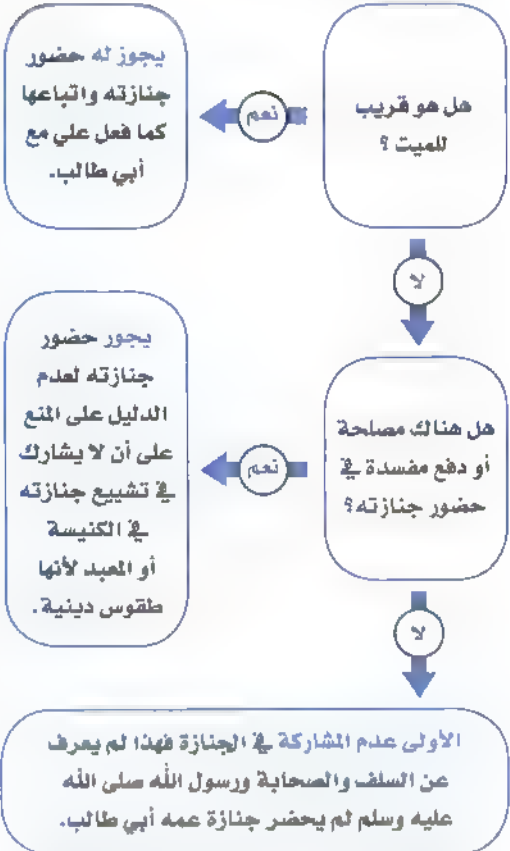 هل هو قريب
للميت ؟
نعم
يجوز له حضور
جنازته واتباعها
كما فعل علي مع
أبي طالب.
لا
هل هناك مصلحة
أو دفع مفسدة في
حضور جنازته؟
نعم
يجور حضور
جنازته لعدم
الدليل على المنع
على أن لا يشارك
في تشييع جنازته
في الكنيسة
أو المعبد لأنها
طقوس دينية .
لا
الأولى عدم المشاركة في الجنازة فهذا لم يعرف
عن السلف والصحابة ورسول الله صلى الله
عليه وسلم لم يحضر جنازة عمه أبي طالب.